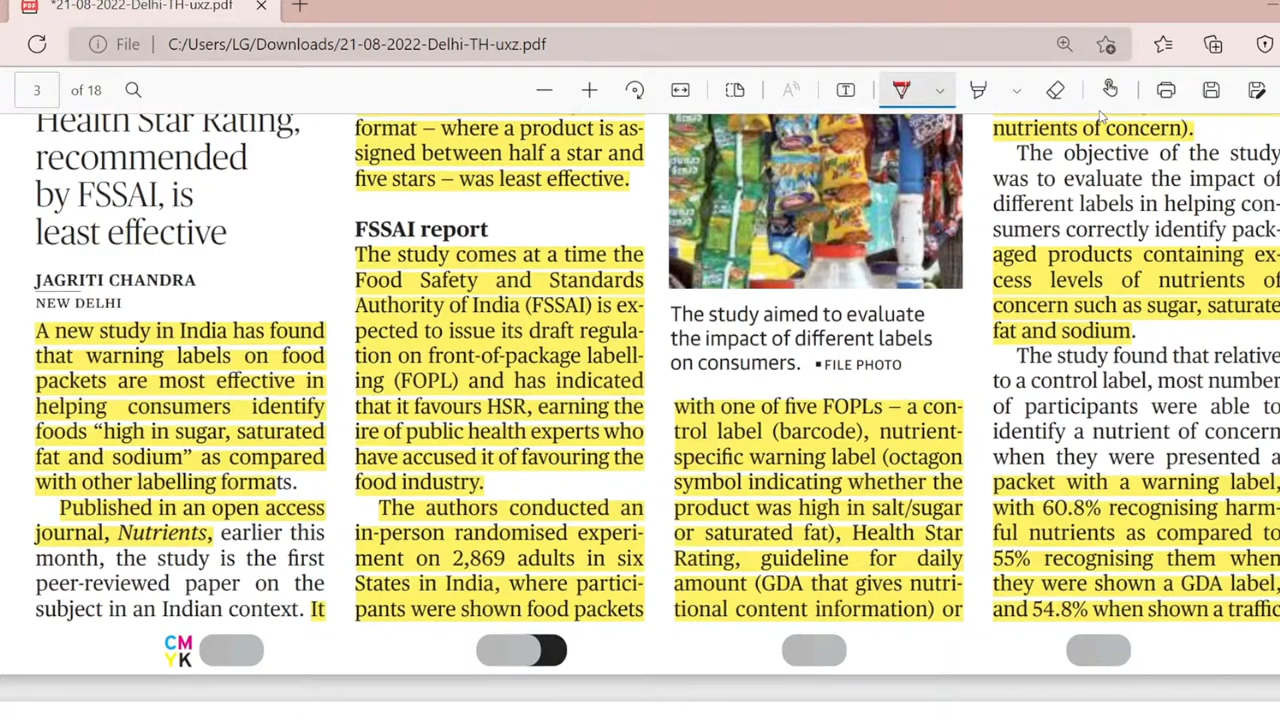 *21-08-2022-Delhi-TH-uxz.pdf
File
C:/Users/LG/Downloads/21-08-2022-Delhi-TH-uxz.pdf
3 of 18
Health Star Rating,
recommended
by FSSAI, is
least effective
JAGRITI CHANDRA
NEW DELHI
A new study in India has found
that warning labels on food
packets are most effective in
helping consumers identify
foods “high in sugar, saturated
fat and sodium” as compared
with other labelling formats.
Published in an open access
journal, Nutrients, earlier this
month, the study is the first
peer-reviewed paper on the
subject in an Indian context. It
format – where a product is as-
signed between half a star and
five stars – was least effective.
FSSAI report
The study comes at a time the
Food Safety and Standards
Authority of India (FSSAI) is ex-
pected to issue its draft regula-
tion on front-of-package labell-
ing (FOPL) and has indicated
that it favours HSR, earning the
ire of public health experts who
have accused it of favouring the
food industry.
The authors conducted an
in-person randomised experi-
ment on 2,869 adults in six
States in India, where partici-
pants were shown food packets
The study aimed to evaluate
the impact of different labels
on consumers. ▪FILE PHOTO
with one of five FOPLs – a con-
trol label (barcode), nutrient-
specific warning label (octagon
symbol indicating whether the
product was high in salt/sugar
or saturated fat), Health Star
Rating, guideline for daily
amount (GDA that gives nutri-
tional content information) or
nutrients of concern).
The objective of the study
was to evaluate the impact of
different labels in helping con-
sumers correctly identify pack-
aged products containing ex-
cess levels of nutrients of
concern such as sugar, saturate
fat and sodium.
The study found that relative
to a control label, most number
of participants were able to
identify a nutrient of concern
when they were presented a
packet with a warning label,
with 60.8% recognising harm-
ful nutrients as compared to
55% recognising them when
they were shown a GDA label,
and 54.8% when shown a traffic
CM
YK